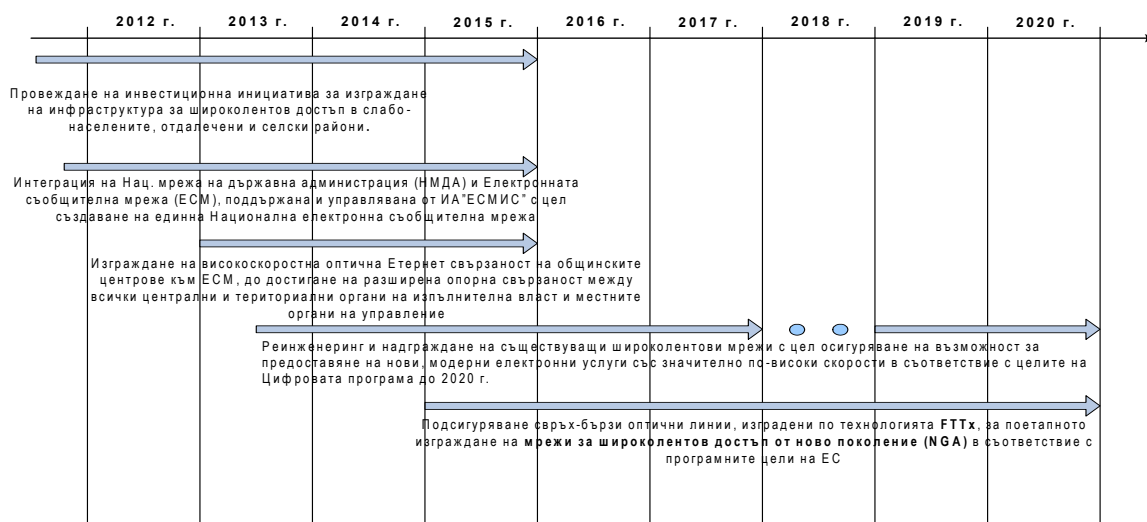 2012 г. 2013 г. 2014 г. 2015 г. 2016 г. 2017 г. 2018 г. 2019 г. 2020 г.
Провеждане на инвестиционна инициатива за изграждане
на инфраструктура за широколентов достъп в слабо-
населените, отдалечени и селски райони.
Интеграция на Нац. мрежа на държавна администрация (НМДА) и Електронната
съобщителна мрежа (ЕСМ), поддържана и управлявана от ИА"ЕСМИС" с цел
създаване на единна Национална електронна съобщителна мрежа
Изграждане на високоскоростна оптична Етернет свързаност на общинските
центрове към ЕСМ, до достигане на разширена опорна свързаност между
всички централни и териториални органи на изпълнителна власт и местните
органи на управление
Реинженеринг и надграждане на съществуващи широколентови мрежи с цел осигуряване на възможност за
предоставяне на нови, модерни електронни услуги със значително по-високи скорости в съответствие с целите на
Цифровата програма до 2020 г.
Подсигуряване свръх-бързи оптични линии, изградени по технологията FTTx, за поетапното
изграждане на мрежи за широколентов достъп от ново поколение (NGA) в съответствие с
програмните цели на ЕС